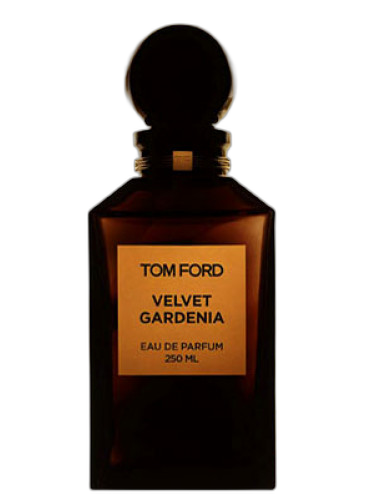 TOM FORD
VELVET
GARDENIA
EAU DE PARFUM
250 ML